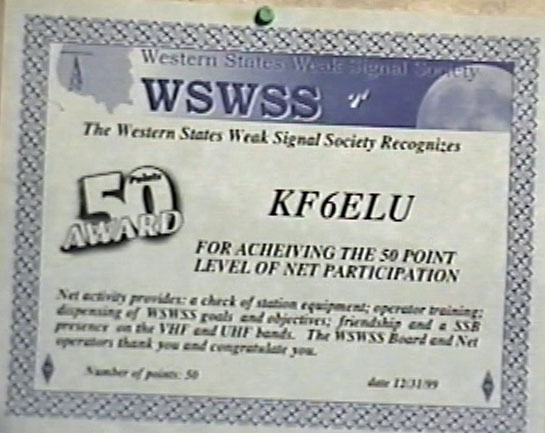 Western States Weak Signal Society
WSWSS
The Western States Weak Signal Society Recognizes
50 Points
AWARD
KF6ELU
FOR ACHEIVING THE 50 POINT
LEVEL OF NET PARTICIPATION
Net activity provides: a check of station equipment; operator training;
dispensing of WSWSS goals and objectives; friendship and a SSB
presence on the VHF and UHF bands. The WSWSS Board and Net
operators thank you and congratulate you.
Number of points: 50
date 12/31/99